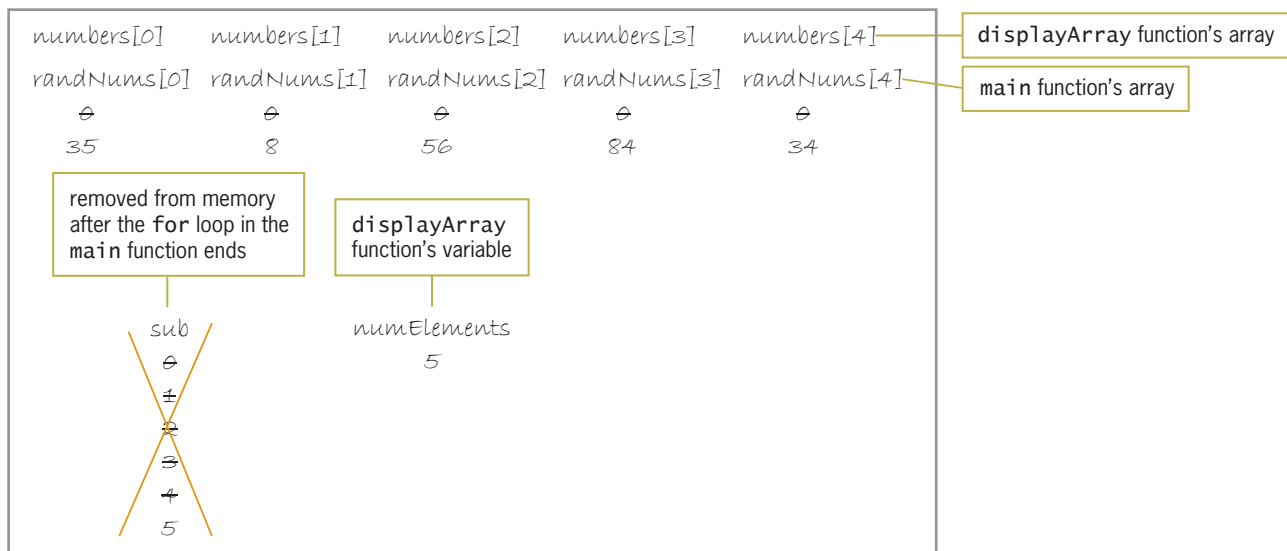 numbers[0] numbers[1] numbers[2] numbers[3] numbers[4] displayArray function's array
randNums[0] randNums[1] randNums[2] randNums[3] randNums[4] main function's array
0 0 0 0 0
35 8 56 84 34
removed from memory
after the for loop in the
main function ends
displayArray
function's variable
sub numElements
0 5
1
2
3
4
5